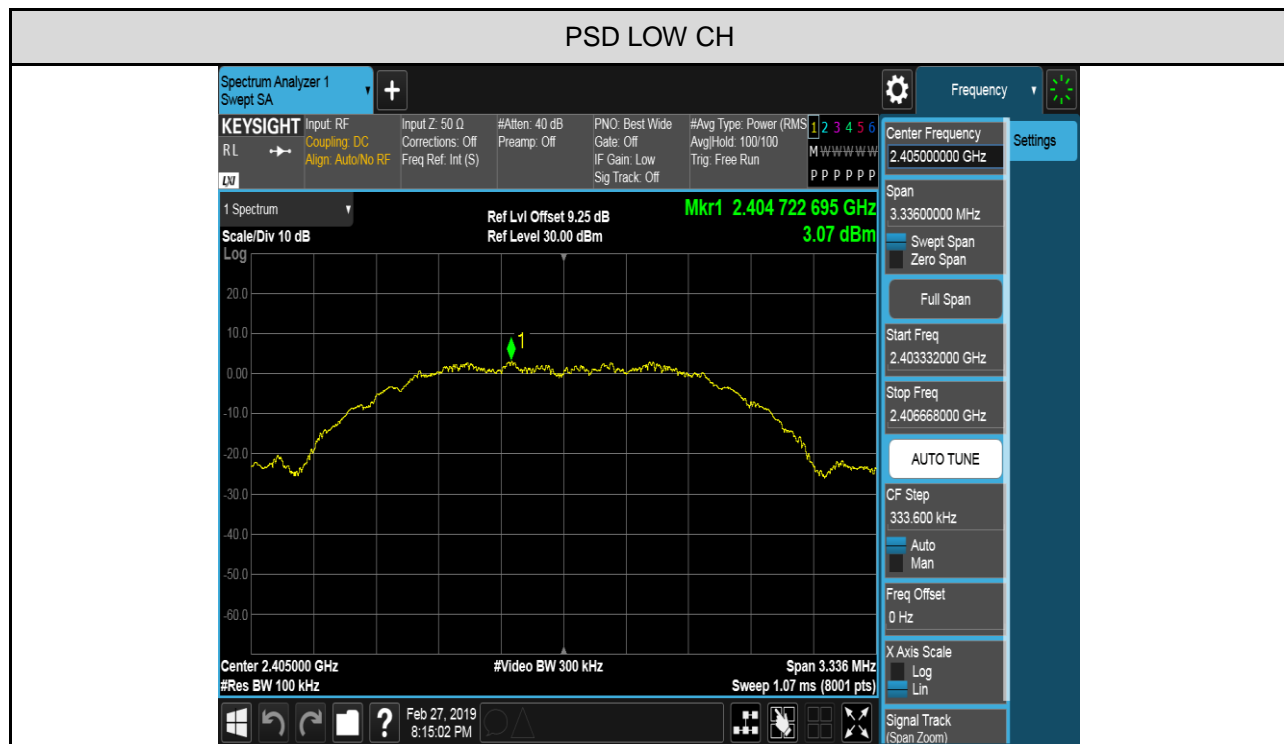 PSD LOW CH
Spectrum Analyzer 1
Swept SA
+
Frequency
KEYSIGHT
RL
LXI
Input: RF
Coupling: DC
Align: Auto/No RF
Input Z: 50 Ω
Corrections: Off
Freq Ref: Int (S)
#Atten: 40 dB
Preamp: Off
PNO: Best Wide
Gate: Off
IF Gain: Low
Sig Track: Off
#Avg Type: Power (RMS
Avg|Hold: 100/100
Trig: Free Run
1 2 3 4 5 6
M W W W W W
P P P P P P
1 Spectrum
Scale/Div 10 dB
Ref Lvl Offset 9.25 dB
Ref Level 30.00 dBm
Mkr1 2.404 722 695 GHz
3.07 dBm
Log
20.0
10.0
0.00
-10.0
-20.0
-30.0
-40.0
-50.0
-60.0
1
Center 2.405000 GHz
#Video BW 300 kHz
Span 3.336 MHz
#Res BW 100 kHz
Sweep 1.07 ms (8001 pts)
?
Feb 27, 2019
8:15:02 PM
Center Frequency
2.405000000 GHz
Settings
Span
3.33600000 MHz
Swept Span
Zero Span
Full Span
Start Freq
2.403332000 GHz
Stop Freq
2.406668000 GHz
AUTO TUNE
CF Step
333.600 kHz
Auto
Man
Freq Offset
0 Hz
X Axis Scale
Log
Lin
Signal Track
(Span Zoom)